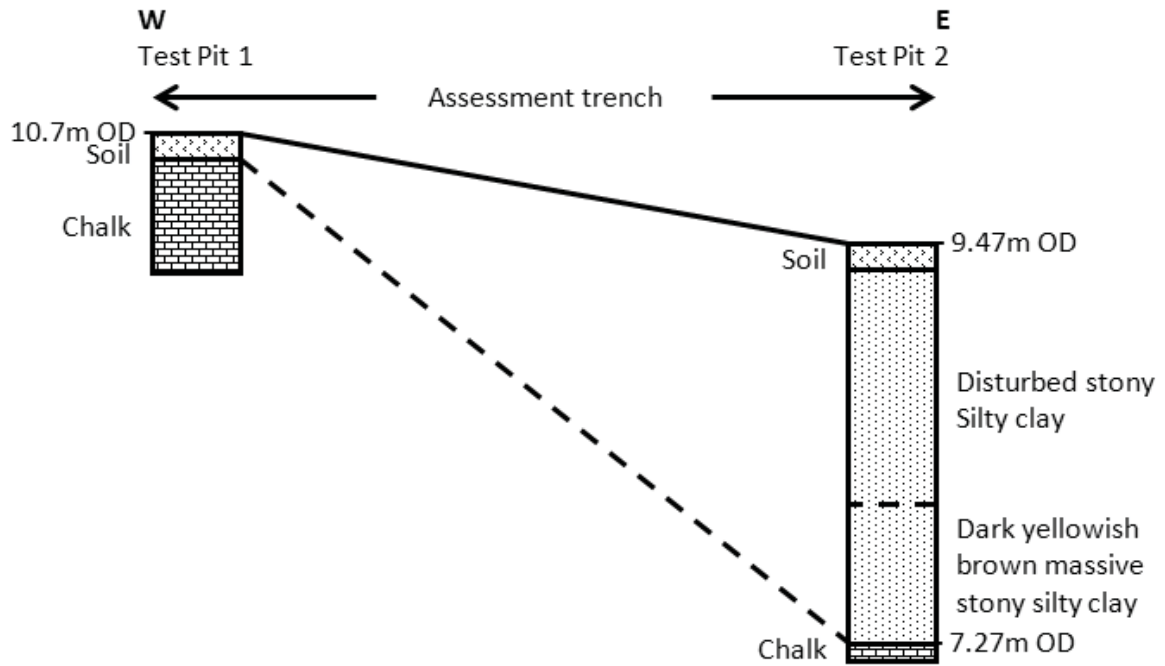 W
E
Test Pit 1
Test Pit 2
Assessment trench
10.7m OD
Soil
Chalk
9.47m OD
Soil
Disturbed stony
Silty clay
Dark yellowish
brown massive
stony silty clay
7.27m OD
Chalk